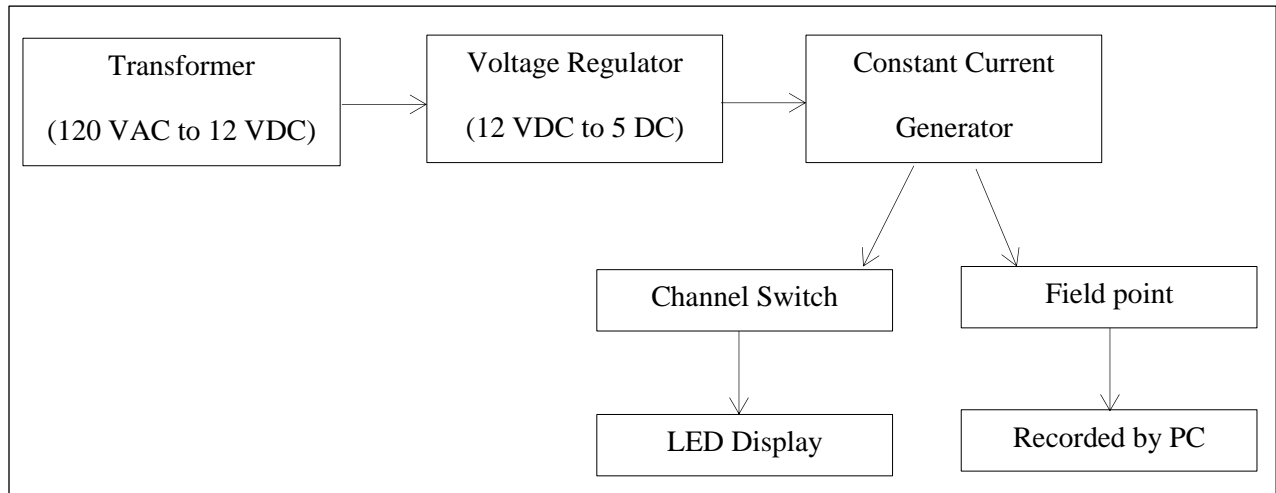 Transformer
(120 VAC to 12 VDC)
Voltage Regulator
(12 VDC to 5 DC)
Constant Current
Generator
Channel Switch
Field point
LED Display
Recorded by PC